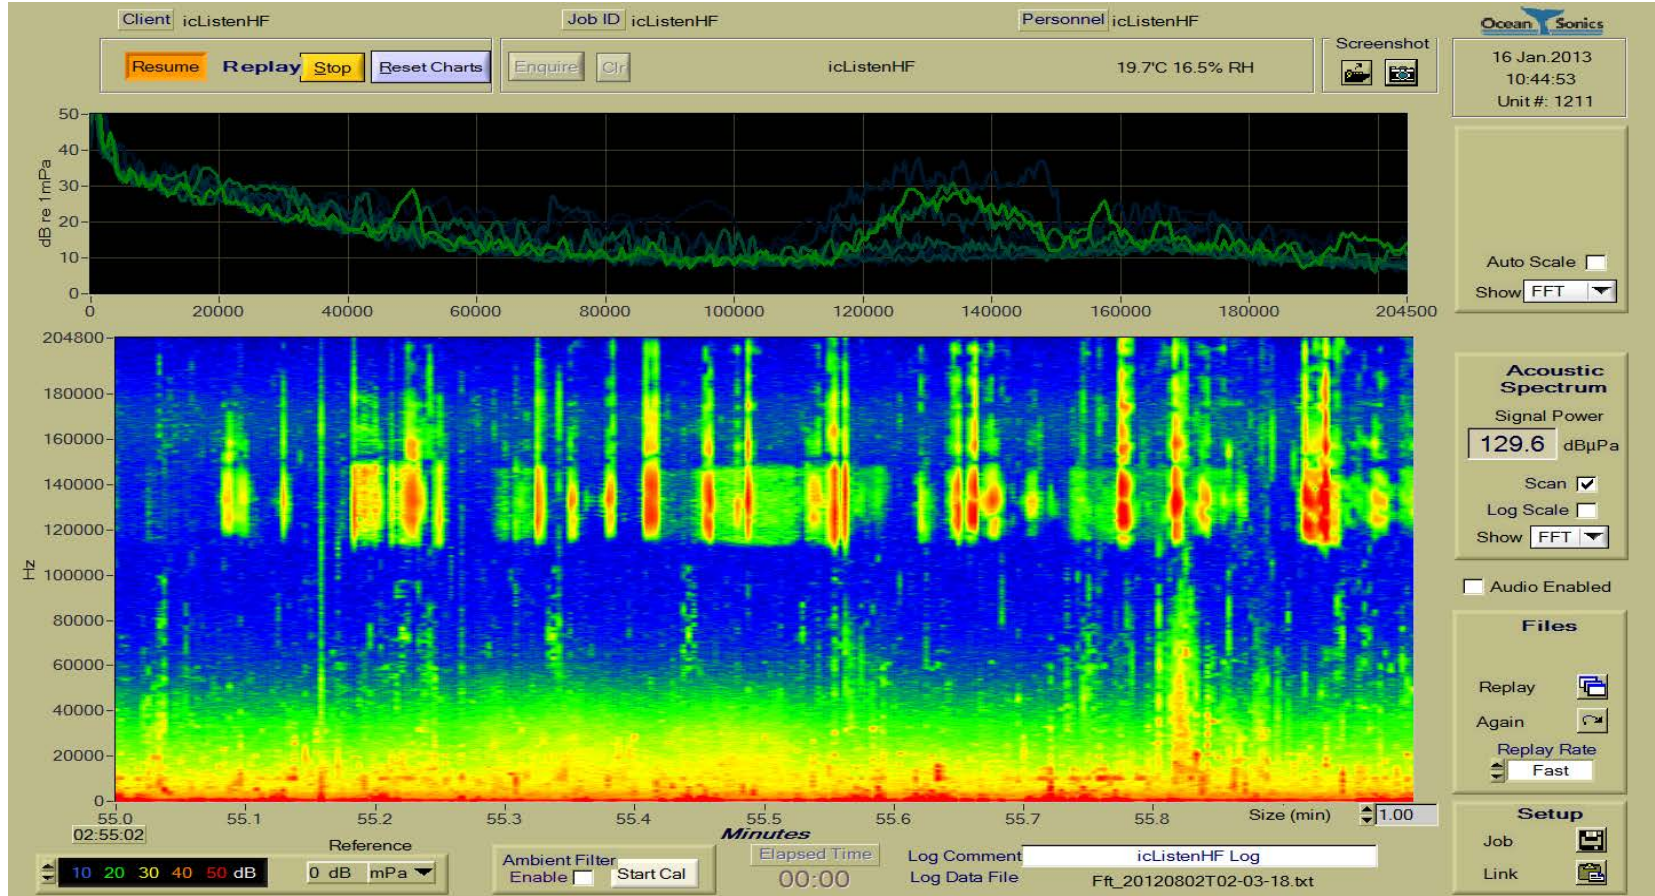 Client icListenHF Job ID icListenHF Personnel icListenHF
Ocean Sonics
Resume Replay Stop Reset Charts Enquire Clr icListenHF 19.7'C 16.5% RH
Screenshot
16 Jan.2013
10:44:53
Unit #: 1211
50
40
30
20
10
0
dB re 1mPa
0 20000 40000 60000 80000 100000 120000 140000 160000 180000 204500
Auto Scale
Show FFT
204800
180000
160000
140000
120000
100000
80000
60000
40000
20000
0
Hz
55.0 55.1 55.2 55.3 55.4 55.5 55.6 55.7 55.8
Size (min) 1.00
02:55:02
Minutes
Acoustic
Spectrum
Signal Power
129.6 dBµPa
Scan
Log Scale
Show FFT
Audio Enabled
Files
Replay
Again
Replay Rate
Fast
Setup
Job
Link
10 20 30 40 50 dB
Reference
0 dB mPa
Ambient Filter
Enable Start Cal
Elapsed Time
00:00
Log Comment icListenHF Log
Log Data File Fft_20120802T02-03-18.txt